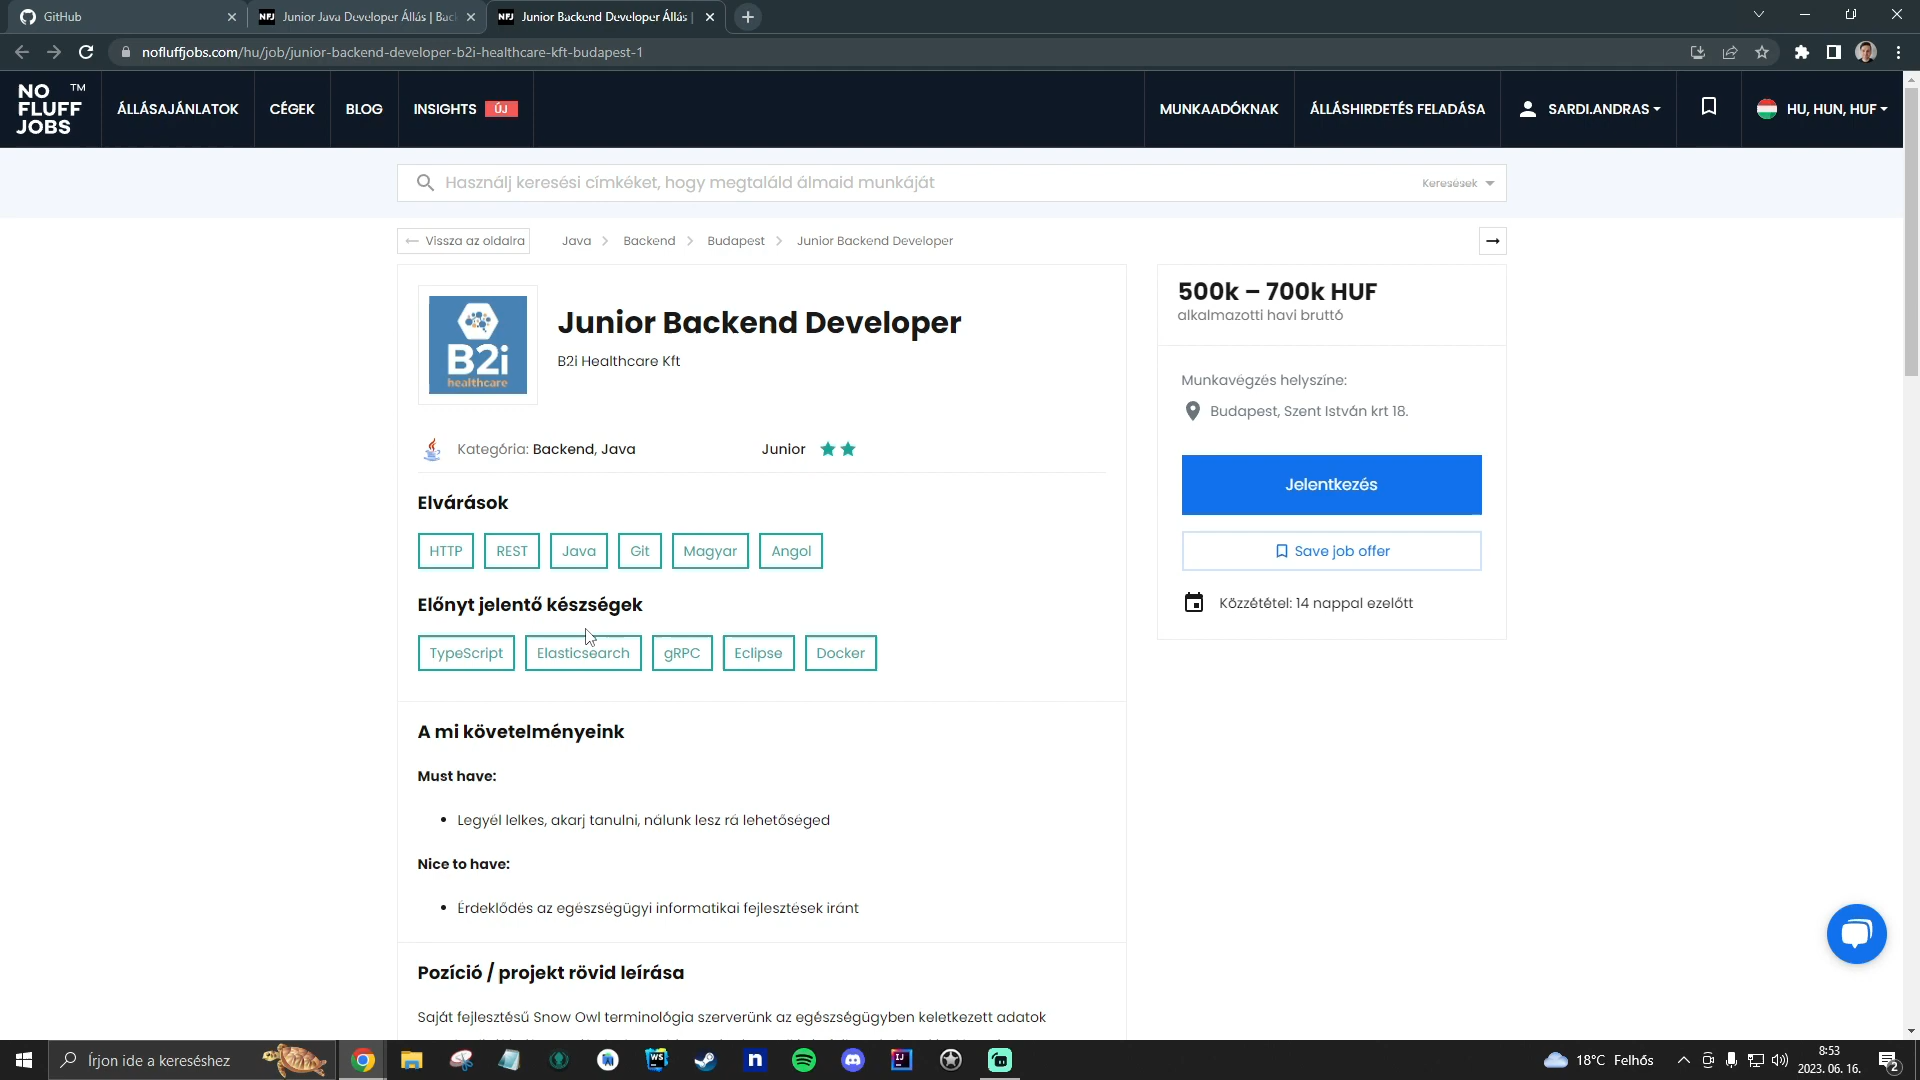 GitHub
NFJ Junior Java Developer Állás | Back
NFJ Junior Backend Developer Állás |
nofluffjobs.com/hu/job/junior-backend-developer-b2i-healthcare-kft-budapest-1
NO FLUFF JOBS TM
ÁLLÁSAJÁNLATOK
CÉGEK
BLOG
INSIGHTS ÚJ
MUNKAADÓKNAK
ÁLLÁSHIRDETÉS FELADÁSA
SARDI.ANDRAS
HU, HUN, HUF
Használj keresési címkéket, hogy megtaláld álmaid munkáját
Keresések
Vissza az oldalra
Java > Backend > Budapest > Junior Backend Developer
B2i
healthcare
Junior Backend Developer
B2i Healthcare Kft
Kategória: Backend, Java
Junior
Elvárások
HTTP REST Java Git Magyar Angol
Előnyt jelentő készségek
TypeScript Elasticsearch gRPC Eclipse Docker
A mi követelményeink
Must have:
• Legyél lelkes, akarj tanulni, nálunk lesz rá lehetőséged
Nice to have:
• Érdeklődés az egészségügyi informatikai fejlesztések iránt
Pozíció / projekt rövid leírása
Saját fejlesztésű Snow Owl terminológia szerverünk az egészségügyben keletkezett adatok
500k – 700k HUF
alkalmazotti havi bruttó
Munkavégzés helyszíne:
Budapest, Szent István krt 18.
Jelentkezés
Save job offer
Közzététel: 14 nappal ezelőtt
Írjon ide a kereséshez
WS
n
IJ
18°C Felhős
8:53
2023. 06. 16.
2